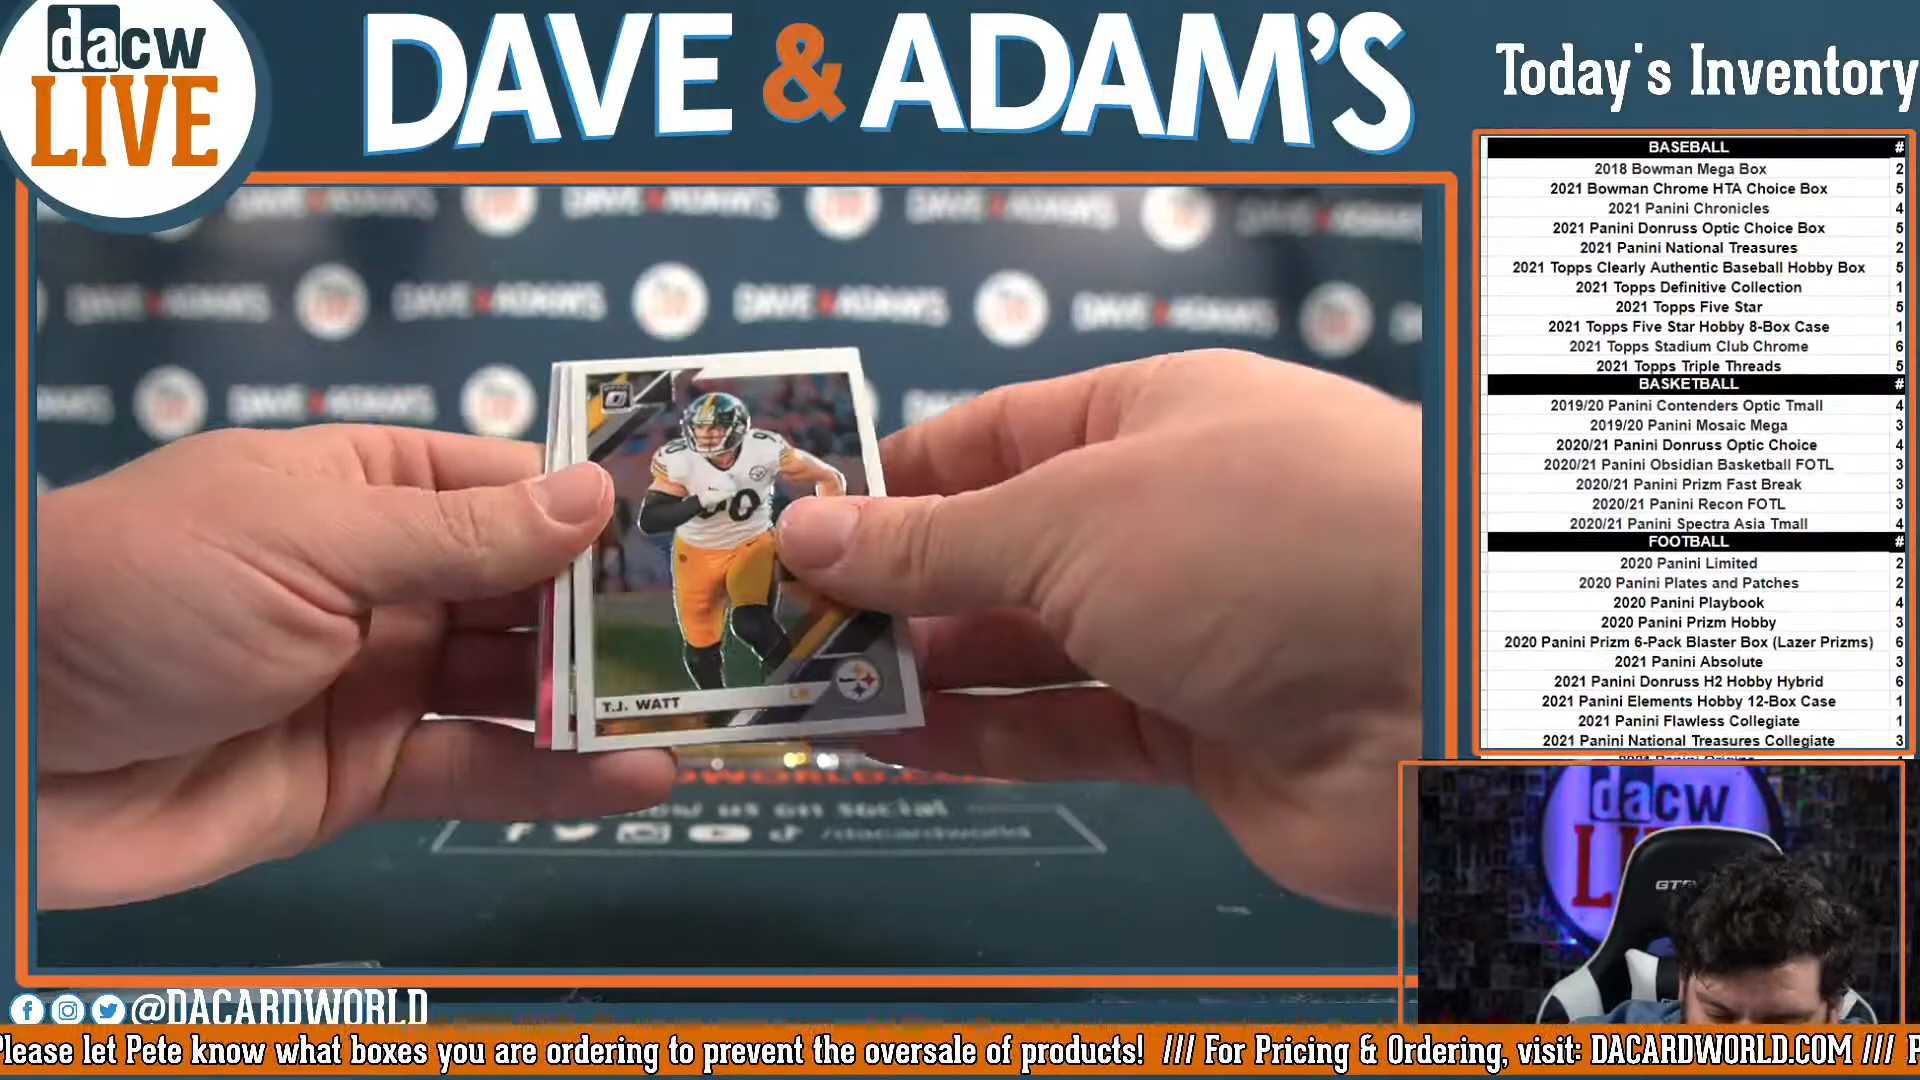 dacw
LIVE
DAVE & ADAM'S
Today's Inventory
BASEBALL #
2018 Bowman Mega Box 2
2021 Bowman Chrome HTA Choice Box 5
2021 Panini Chronicles 4
2021 Panini Donruss Optic Choice Box 5
2021 Panini National Treasures 2
2021 Topps Clearly Authentic Baseball Hobby Box 5
2021 Topps Definitive Collection 1
2021 Topps Five Star 5
2021 Topps Five Star Hobby 8-Box Case 1
2021 Topps Stadium Club Chrome 6
2021 Topps Triple Threads 5
BASKETBALL #
2019/20 Panini Contenders Optic Tmall 4
2019/20 Panini Mosaic Mega 3
2020/21 Panini Donruss Optic Choice 4
2020/21 Panini Obsidian Basketball FOTL 3
2020/21 Panini Prizm Fast Break 3
2020/21 Panini Recon FOTL 3
2020/21 Panini Spectra Asia Tmall 4
FOOTBALL #
2020 Panini Limited 2
2020 Panini Plates and Patches 2
2020 Panini Playbook 4
2020 Panini Prizm Hobby 3
2020 Panini Prizm 6-Pack Blaster Box (Lazer Prizms) 6
2021 Panini Absolute 3
2021 Panini Donruss H2 Hobby Hybrid 6
2021 Panini Elements Hobby 12-Box Case 1
2021 Panini Flawless Collegiate 1
2021 Panini National Treasures Collegiate 3
DAVE & ADAM'S
90
LB
T.J. WATT
us on social
/dacardworld
dacw
@DACARDWORLD
Please let Pete know what boxes you are ordering to prevent the oversale of products! /// For Pricing & Ordering, visit: DACARDWORLD.COM /// P